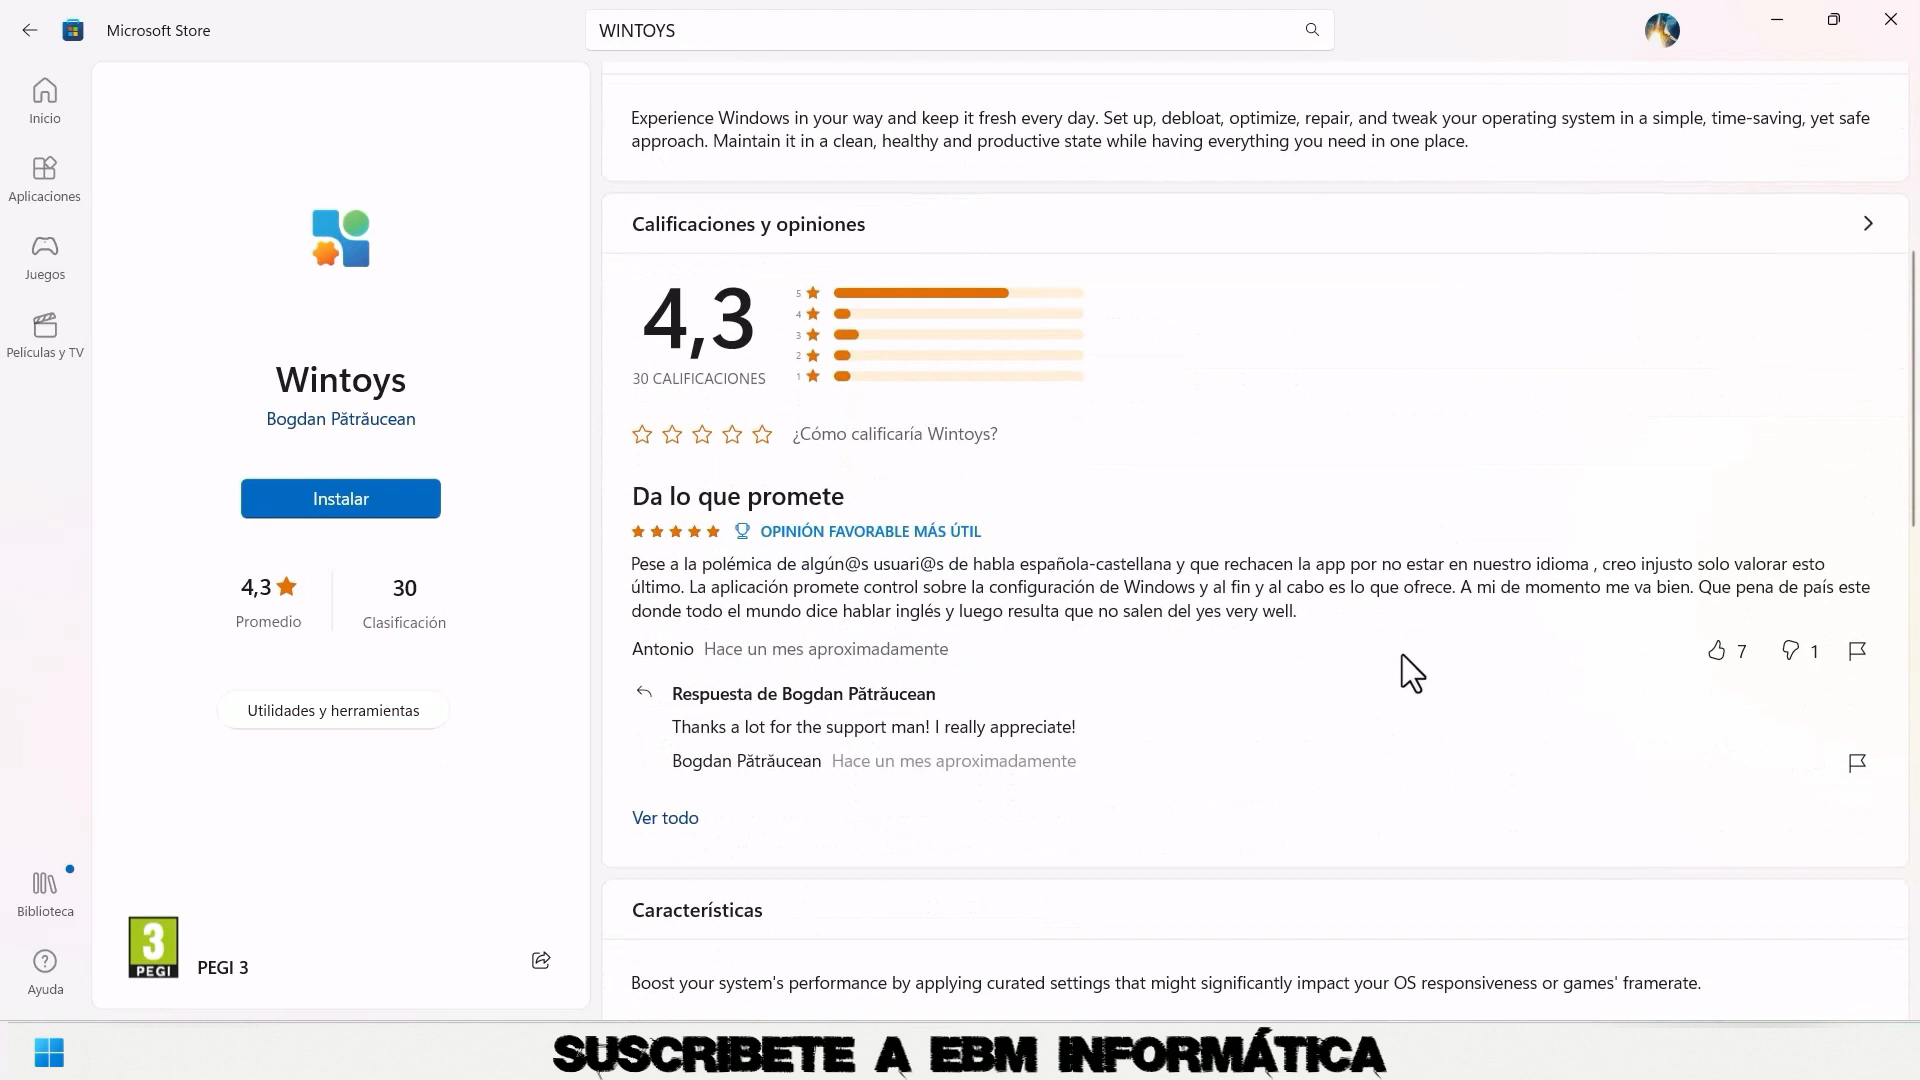 Microsoft Store
WINTOYS
Inicio
Aplicaciones
Juegos
Películas y TV
Biblioteca
Ayuda
Wintoys
Bogdan Pătrăucean
Instalar
4,3
Promedio
30
Clasificación
Utilidades y herramientas
3
PEGI
PEGI 3
Experience Windows in your way and keep it fresh every day. Set up, debloat, optimize, repair, and tweak your operating system in a simple, time-saving, yet safe
approach. Maintain it in a clean, healthy and productive state while having everything you need in one place.
Calificaciones y opiniones
4,3
30 CALIFICACIONES
5
4
3
2
1
¿Cómo calificaría Wintoys?
Da lo que promete
OPINIÓN FAVORABLE MÁS ÚTIL
Pese a la polémica de algún@s usuari@s de habla española-castellana y que rechacen la app por no estar en nuestro idioma , creo injusto solo valorar esto
último. La aplicación promete control sobre la configuración de Windows y al fin y al cabo es lo que ofrece. A mi de momento me va bien. Que pena de país este
donde todo el mundo dice hablar inglés y luego resulta que no salen del yes very well.
Antonio Hace un mes aproximadamente
7
1
Respuesta de Bogdan Pătrăucean
Thanks a lot for the support man! I really appreciate!
Bogdan Pătrăucean Hace un mes aproximadamente
Ver todo
Características
Boost your system's performance by applying curated settings that might significantly impact your OS responsiveness or games' framerate.
SUSCRIBETE A EBM INFORMÁTICA